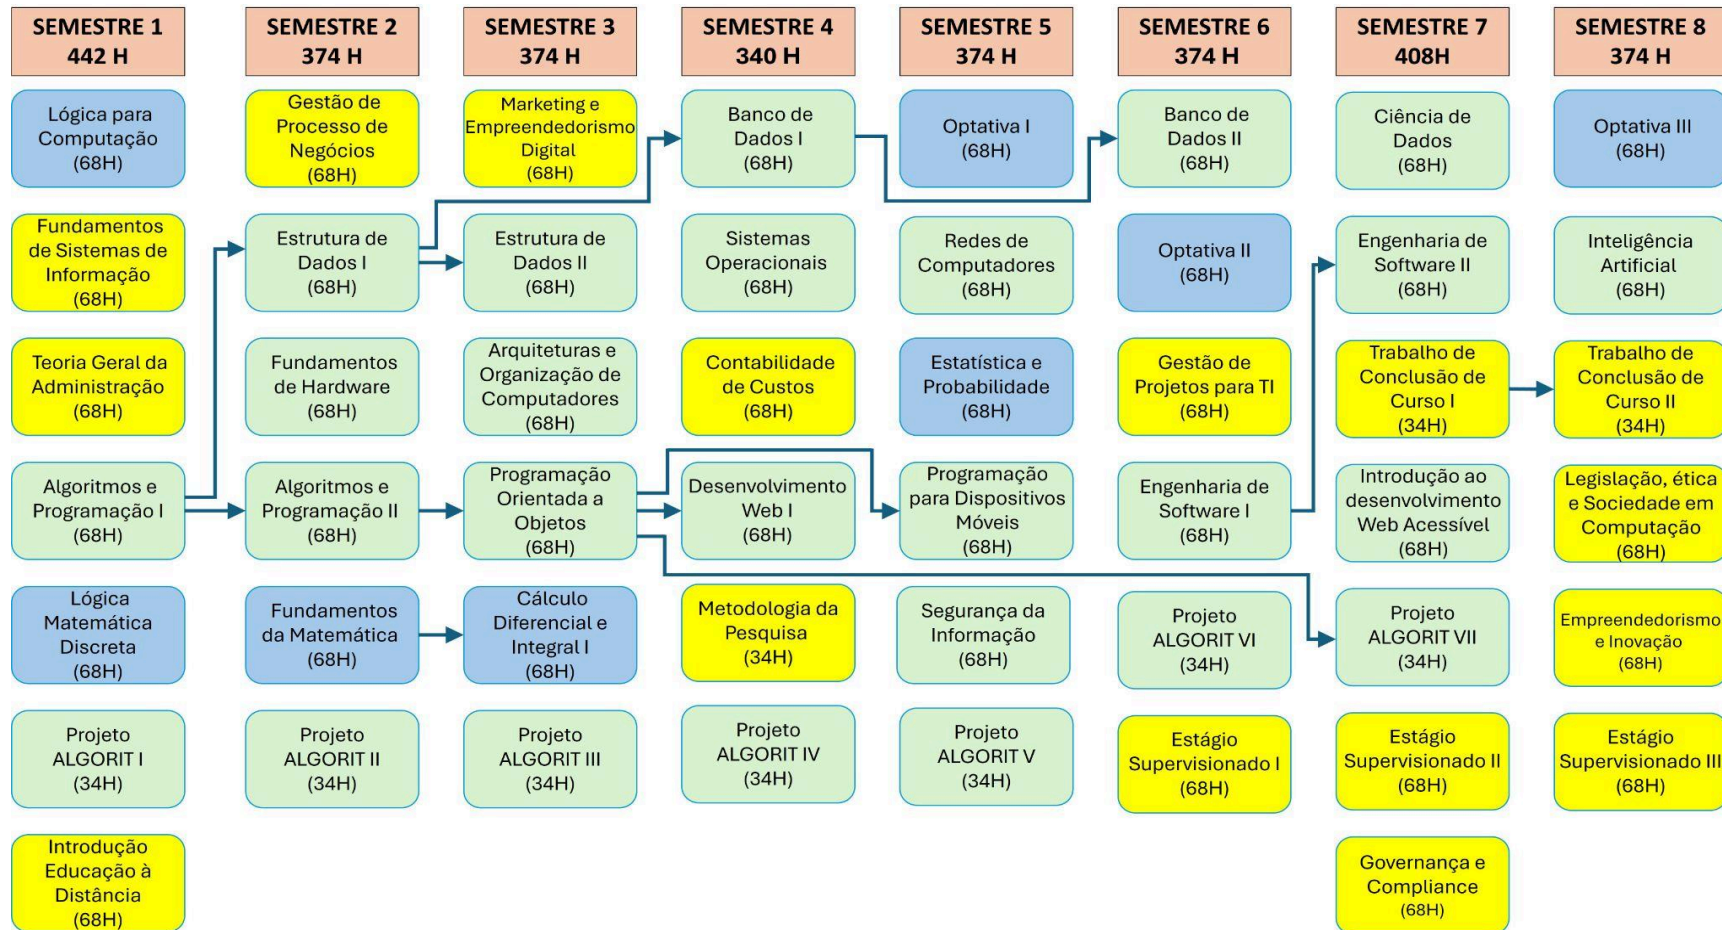 SEMESTRE 1
442 H
Lógica para
Computação
(68H)
Fundamentos
de Sistemas de
Informação
(68H)
Teoria Geral da
Administração
(68H)
Algoritmos e
Programação I
(68H)
Lógica
Matemática
Discreta
(68H)
Projeto
ALGORIT I
(34H)
Introdução
Educação à
Distância
(68H)
SEMESTRE 2
374 H
Gestão de
Processo de
Negócios
(68H)
Estrutura de
Dados I
(68H)
Fundamentos
de Hardware
(68H)
Algoritmos e
Programação II
(68H)
Fundamentos
da Matemática
(68H)
Projeto
ALGORIT II
(34H)
SEMESTRE 3
374 H
Marketing e
Empreendedorismo
Digital
(68H)
Estrutura de
Dados II
(68H)
Arquiteturas e
Organização de
Computadores
(68H)
Programação
Orientada a
Objetos
(68H)
Cálculo
Diferencial e
Integral I
(68H)
Projeto
ALGORIT III
(34H)
SEMESTRE 4
340 H
Banco de
Dados I
(68H)
Sistemas
Operacionais
(68H)
Contabilidade
de Custos
(68H)
Desenvolvimento
Web I
(68H)
Metodologia da
Pesquisa
(34H)
Projeto
ALGORIT IV
(34H)
SEMESTRE 5
374 H
Optativa I
(68H)
Redes de
Computadores
(68H)
Estatística e
Probabilidade
(68H)
Programação
para Dispositivos
Móveis
(68H)
Segurança da
Informação
(68H)
Projeto
ALGORIT V
(34H)
SEMESTRE 6
374 H
Banco de
Dados II
(68H)
Optativa II
(68H)
Gestão de
Projetos para TI
(68H)
Engenharia de
Software I
(68H)
Projeto
ALGORIT VI
(34H)
Estágio
Supervisionado I
(68H)
SEMESTRE 7
408H
Ciência de
Dados
(68H)
Engenharia de
Software II
(68H)
Trabalho de
Conclusão de
Curso I
(34H)
Introdução ao
desenvolvimento
Web Acessível
(68H)
Projeto
ALGORIT VII
(34H)
Estágio
Supervisionado II
(68H)
Governança e
Compliance
(68H)
SEMESTRE 8
374 H
Optativa III
(68H)
Inteligência
Artificial
(68H)
Trabalho de
Conclusão de
Curso II
(34H)
Legislação, ética
e Sociedade em
Computação
(68H)
Empreendedorismo
e Inovação
(68H)
Estágio
Supervisionado III
(68H)